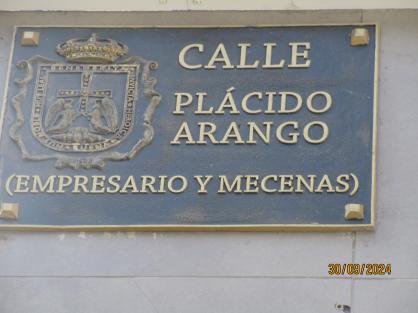 CALLE
PLÁCIDO
ARANGO
(EMPRESARIO Y MECENAS)
30/09/2024